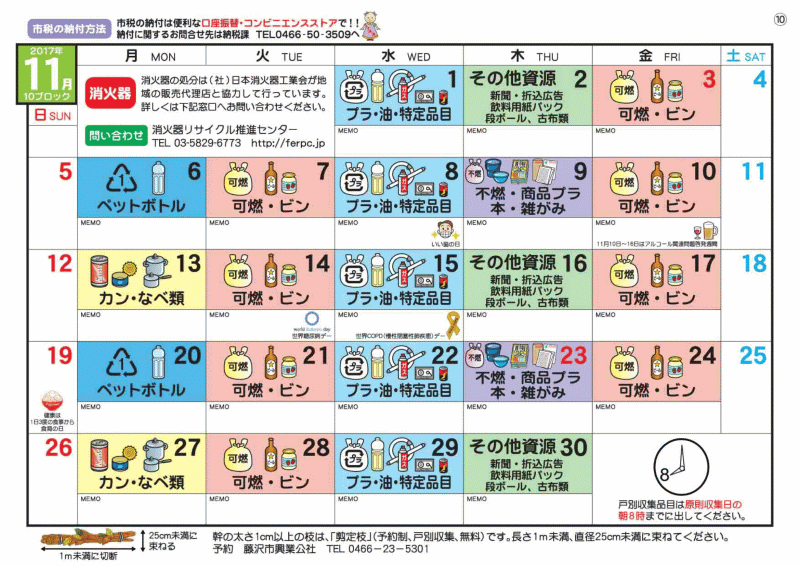 市税の納付方法
市税の納付は便利な口座振替・コンビニエンスストアで！！
納付に関するお問合せ先は納税課 TEL0466-50-3509へ
⑩
2017年
11月
10ブロック
日 SUN
月 MON
火 TUE
水 WED
木 THU
金 FRI
土 SAT
消火器
消火器の処分は（社）日本消火器工業会が地
域の販売代理店と協力して行っています。
詳しくは下記窓口へお問い合わせください。
問い合わせ
消火器リサイクル推進センター
TEL 03-5829-6773 http://ferpc.jp
1
プラ
プラ・油・特定品目
MEMO
その他資源 2
新聞・折込広告
飲料用紙パック
段ボール、古布類
MEMO
3
可燃
可燃・ビン
MEMO
4
5
6
1
ペットボトル
MEMO
7
可燃
可燃・ビン
MEMO
8
プラ
プラ・油・特定品目
MEMO
いい歯の日
9
不燃
不燃・商品プラ
本・雑がみ
MEMO
10
可燃
可燃・ビン
MEMO
11月10日～16日はアルコール関連問題啓発週間
11
12
13
カン・なべ類
MEMO
14
可燃
可燃・ビン
MEMO
world diabetes day
世界糖尿病デー
15
プラ
プラ・油・特定品目
MEMO
世界COPD（慢性閉塞性肺疾患）デー
その他資源 16
新聞・折込広告
飲料用紙パック
段ボール、古布類
MEMO
17
可燃
可燃・ビン
MEMO
18
19
健康は
1日3度の食事から
食育の日
20
1
ペットボトル
MEMO
21
可燃
可燃・ビン
MEMO
22
プラ
プラ・油・特定品目
MEMO
23
不燃
不燃・商品プラ
本・雑がみ
MEMO
24
可燃
可燃・ビン
MEMO
25
26
27
カン・なべ類
MEMO
28
可燃
可燃・ビン
MEMO
29
プラ
プラ・油・特定品目
MEMO
その他資源 30
新聞・折込広告
飲料用紙パック
段ボール、古布類
MEMO
8
戸別収集品目は原則収集日の
朝8時までに出してください。
25cm未満に
束ねる
1m未満に切断
幹の太さ1cm以上の枝は、「剪定枝」（予約制、戸別収集、無料）です。長さ1m未満、直径25cm未満に束ねてください。
予約 藤沢市興業公社 TEL 0466－23－5301